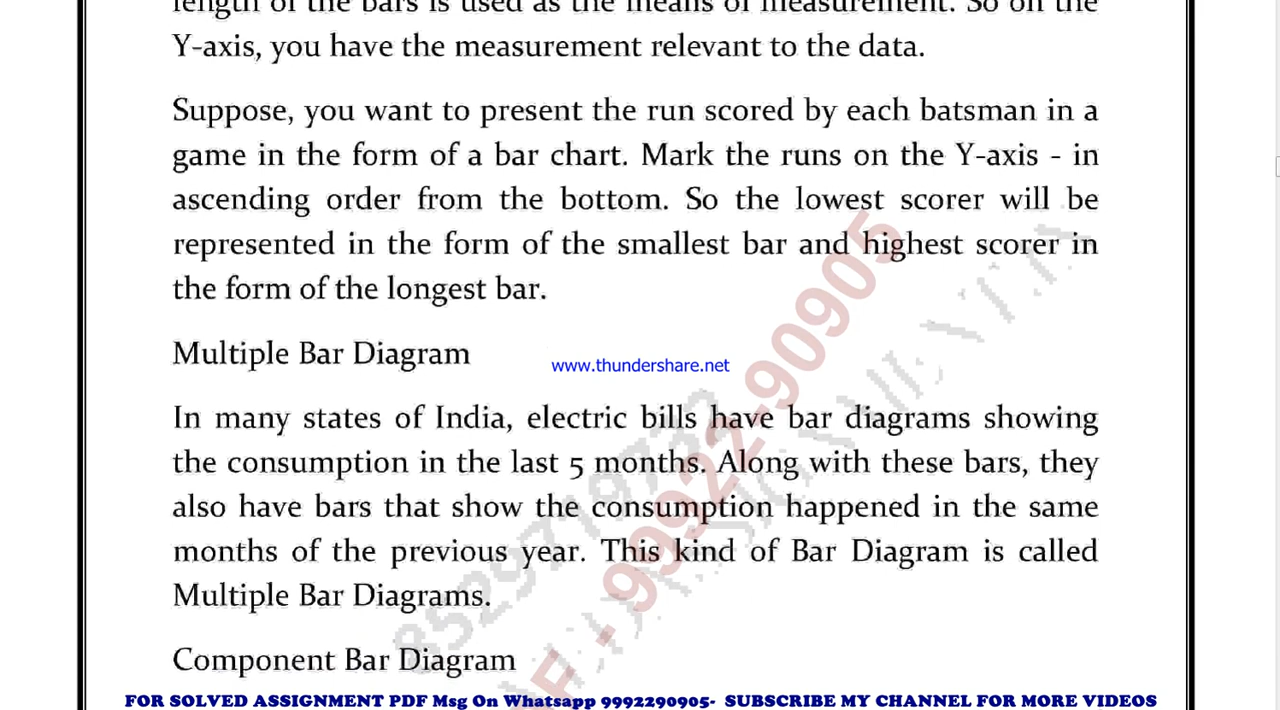 length of the bars is used as the means of measurement. So on the
Y-axis, you have the measurement relevant to the data.
Suppose, you want to present the run scored by each batsman in a
game in the form of a bar chart. Mark the runs on the Y-axis - in
ascending order from the bottom. So the lowest scorer will be
represented in the form of the smallest bar and highest scorer in
the form of the longest bar.
Multiple Bar Diagram
www.thundershare.net
In many states of India, electric bills have bar diagrams showing
the consumption in the last 5 months. Along with these bars, they
also have bars that show the consumption happened in the same
months of the previous year. This kind of Bar Diagram is called
Multiple Bar Diagrams.
Component Bar Diagram
8529719732
- 9992-90905
FOR SOLVED ASSIGNMENT PDF Msg On Whatsapp 9992290905- SUBSCRIBE MY CHANNEL FOR MORE VIDEOS